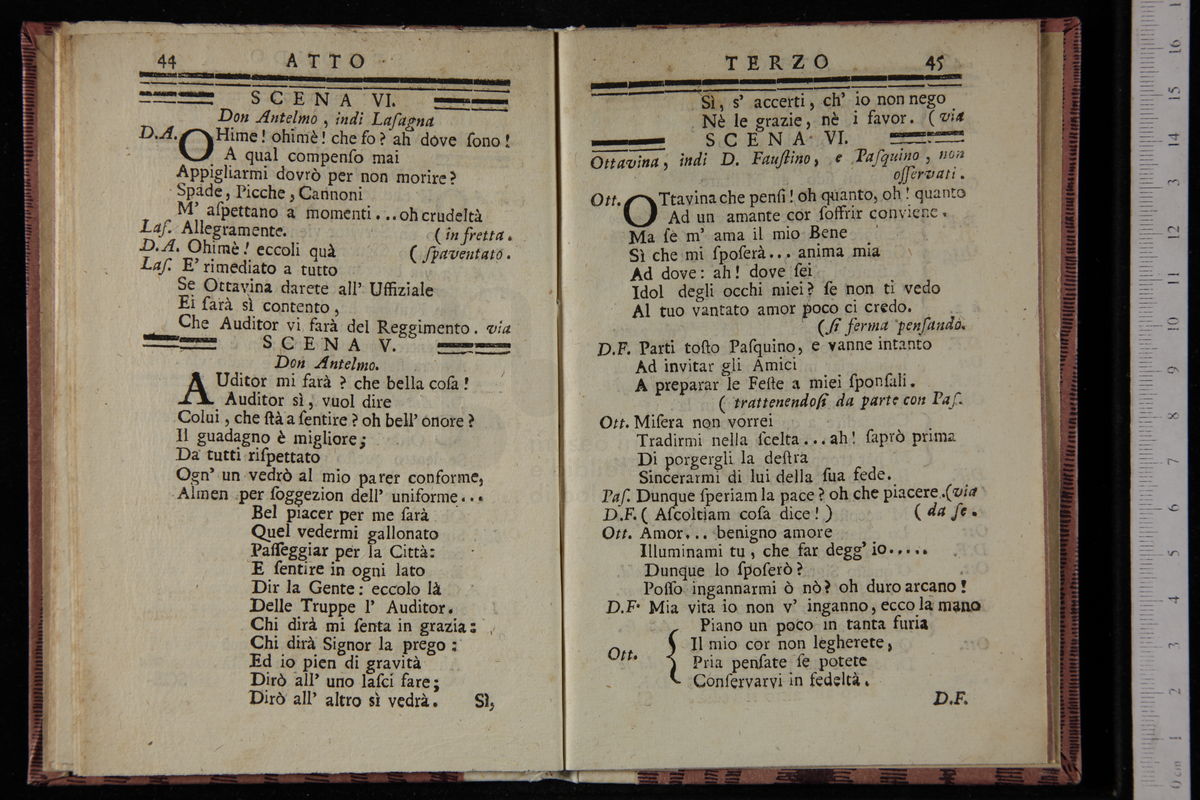 44 ATTO
SCENA VI.
Don Antelmo, indi Laſagna
D.A. OHime! ohimè! che fo? ah dove ſono!
A qual compenſo mai
Appigliarmi dovrò per non morire?
Spade, Picche, Cannoni
M' aſpettano a momenti... oh crudeltà
Laſ. Allegramente. (in fretta.
D.A. Ohimè! eccoli quà (ſpaventato.
Laſ. E' rimediato a tutto
Se Ottavina darete all' Uffiziale
Ei ſarà sì contento,
Che Auditor vi farà del Reggimento. via
SCENA V.
Don Antelmo.
AUditor mi farà? che bella coſa!
Auditor sì, vuol dire
Colui, che ſtà a ſentire? oh bell' onore?
Il guadagno è migliore;
Da tutti riſpettato
Ogn' un vedrò al mio parer conforme,
Almen per ſoggezion dell' uniforme...
Bel piacer per me ſarà
Quel vedermi gallonato
Paſſeggiar per la Città:
E ſentire in ogni lato
Dir la Gente: eccolo là
Delle Truppe l' Auditor.
Chi dirà mi ſenta in grazia:
Chi dirà Signor la prego:
Ed io pien di gravità
Dirò all' uno laſci fare;
Dirò all' altro sì vedrà. Sì,
TERZO 45
Sì, s' accerti, ch' io non nego
Nè le grazie, nè i favor. (via
SCENA VI.
Ottavina, indi D. Fauſtino, e Paſquino, non
oſſervati.
Ott. OTtavina che penſi! oh quanto, oh! quanto
Ad un amante cor ſoffrir conviene.
Ma ſe m' ama il mio Bene
Sì che mi ſpoſerà... anima mia
Ad dove: ah! dove ſei
Idol degli occhi miei? ſe non ti vedo
Al tuo vantato amor poco ci credo.
(ſi ferma penſando.
D.F. Parti toſto Paſquino, e vanne intanto
Ad invitar gli Amici
A preparar le Feſte a miei ſponſali.
(trattenendoſi da parte con Paſ.
Ott. Miſera non vorrei
Tradirmi nella ſcelta... ah! ſaprò prima
Di porgergli la deſtra
Sincerarmi di lui della ſua fede.
Paſ. Dunque ſperiam la pace? oh che piacere. (via
D.F. (Aſcoltiam coſa dice!) (da ſe.
Ott. Amor... benigno amore
Illuminami tu, che far degg' io.....
Dunque lo ſpoſerò?
Poſſo ingannarmi ò nò? oh duro arcano!
D.F. Mia vita io non v' inganno, ecco la mano
Piano un poco in tanta furia
Ott. { Il mio cor non legherete,
Pria penſate ſe potete
Conſervarvi in fedeltà.
D.F.